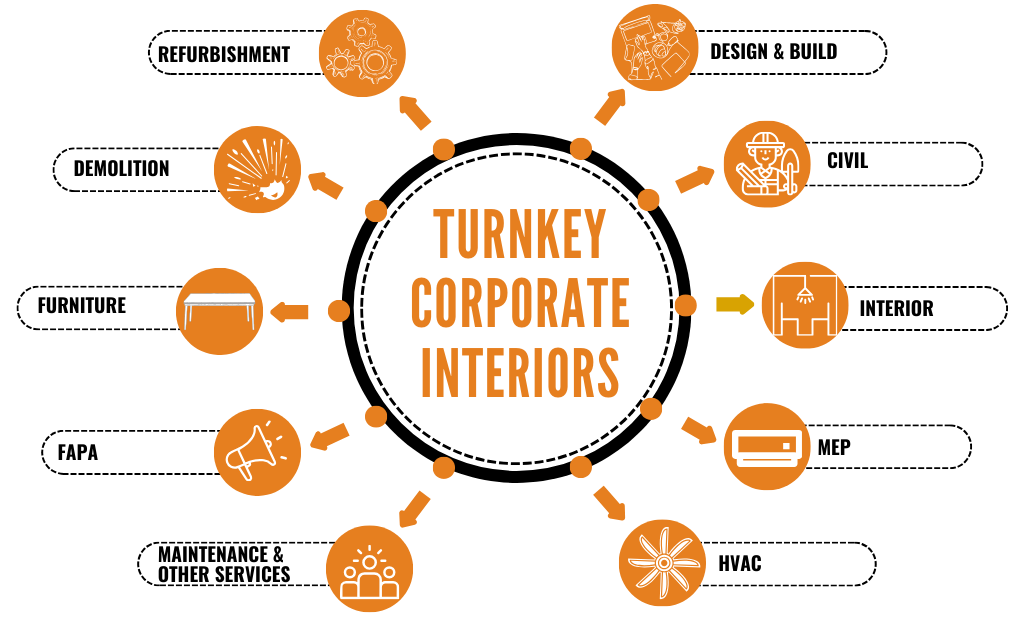 REFURBISHMENT
DESIGN & BUILD
DEMOLITION
CIVIL
TURNKEY
CORPORATE
INTERIORS
FURNITURE
INTERIOR
FAPA
MEP
MAINTENANCE &
OTHER SERVICES
HVAC